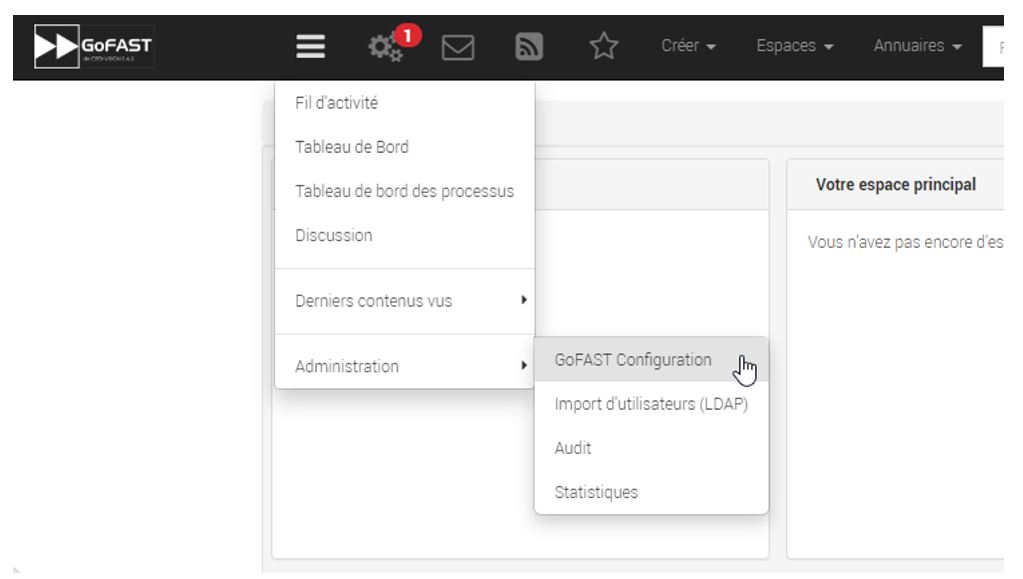 GoFAST
1
Créer
Espaces
Annuaires
Fil d'activité
Tableau de Bord
Tableau de bord des processus
Discussion
Derniers contenus vus
Administration
GoFAST Configuration
Import d'utilisateurs (LDAP)
Audit
Statistiques
Votre espace principal
Vous n'avez pas encore d'es